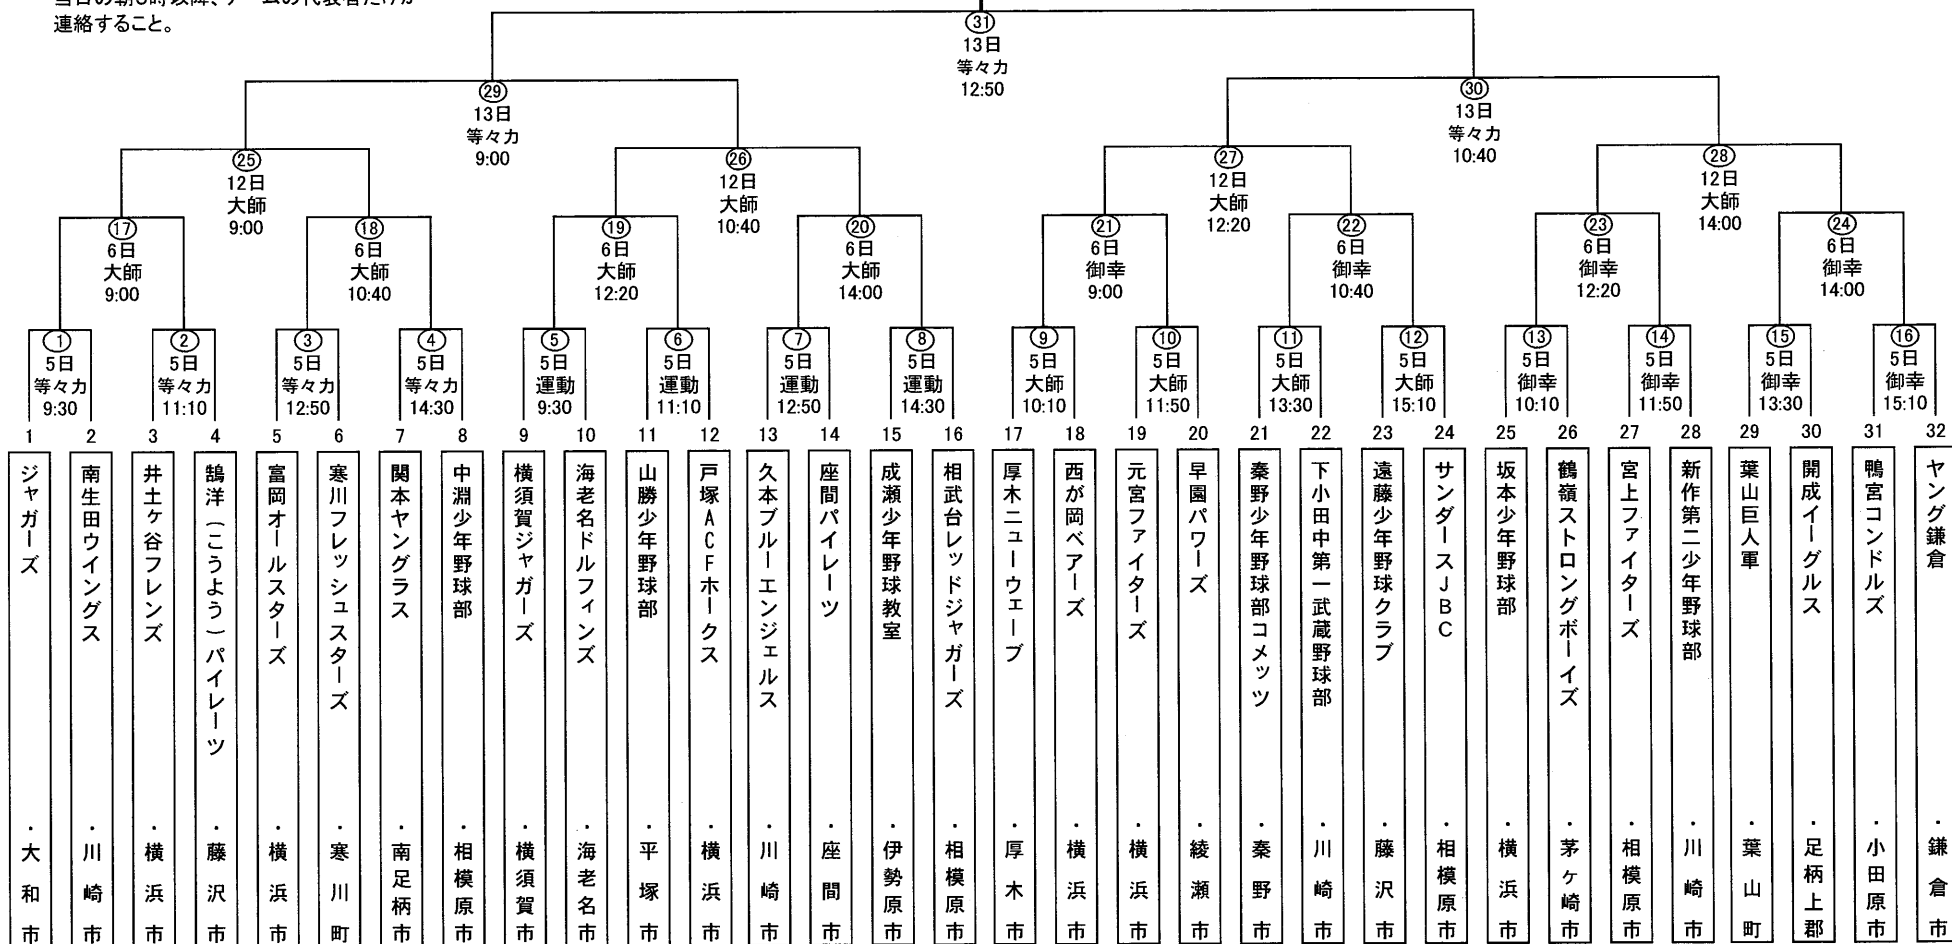 連絡すること。
㉛
13日
等々力
12:50
㉙
13日
等々力
9:00
㉚
13日
等々力
10:40
㉕
12日
大師
9:00
㉖
12日
大師
10:40
㉗
12日
大師
12:20
㉘
12日
大師
14:00
⑰
6日
大師
9:00
⑱
6日
大師
10:40
⑲
6日
大師
12:20
⑳
6日
大師
14:00
㉑
6日
御幸
9:00
㉒
6日
御幸
10:40
㉓
6日
御幸
12:20
㉔
6日
御幸
14:00
①
5日
等々力
9:30
②
5日
等々力
11:10
③
5日
等々力
12:50
④
5日
等々力
14:30
⑤
5日
運動
9:30
⑥
5日
運動
11:10
⑦
5日
運動
12:50
⑧
5日
運動
14:30
⑨
5日
大師
10:10
⑩
5日
大師
11:50
⑪
5日
大師
13:30
⑫
5日
大師
15:10
⑬
5日
御幸
10:10
⑭
5日
御幸
11:50
⑮
5日
御幸
13:30
⑯
5日
御幸
15:10
1 ジャガーズ ・大和市
2 南生田ウイングス ・川崎市
3 井土ヶ谷フレンズ ・横浜市
4 鵠洋(こうよう)パイレーツ ・藤沢市
5 富岡オールスターズ ・横浜市
6 寒川フレッシュスターズ ・寒川町
7 関本ヤングラス ・南足柄市
8 中淵少年野球部 ・相模原市
9 横須賀ジャガーズ ・横須賀市
10 海老名ドルフィンズ ・海老名市
11 山勝少年野球部 ・平塚市
12 戸塚ACFホークス ・横浜市
13 久本ブルーエンジェルス ・川崎市
14 座間パイレーツ ・座間市
15 成瀬少年野球教室 ・伊勢原市
16 相武台レッドジャガーズ ・相模原市
17 厚木ニューウェーブ ・厚木市
18 西が岡ベアーズ ・横浜市
19 元宮ファイターズ ・横浜市
20 早園パワーズ ・綾瀬市
21 秦野少年野球部コメッツ ・秦野市
22 下小田中第一武蔵野球部 ・川崎市
23 遠藤少年野球クラブ ・藤沢市
24 サンダースJBC ・相模原市
25 坂本少年野球部 ・横浜市
26 鶴嶺ストロングボーイズ ・茅ヶ崎市
27 宮上ファイターズ ・相模原市
28 新作第二少年野球部 ・川崎市
29 葉山巨人軍 ・葉山町
30 開成イーグルス ・足柄上郡
31 鴨宮コンドルズ ・小田原市
32 ヤング鎌倉 ・鎌倉市